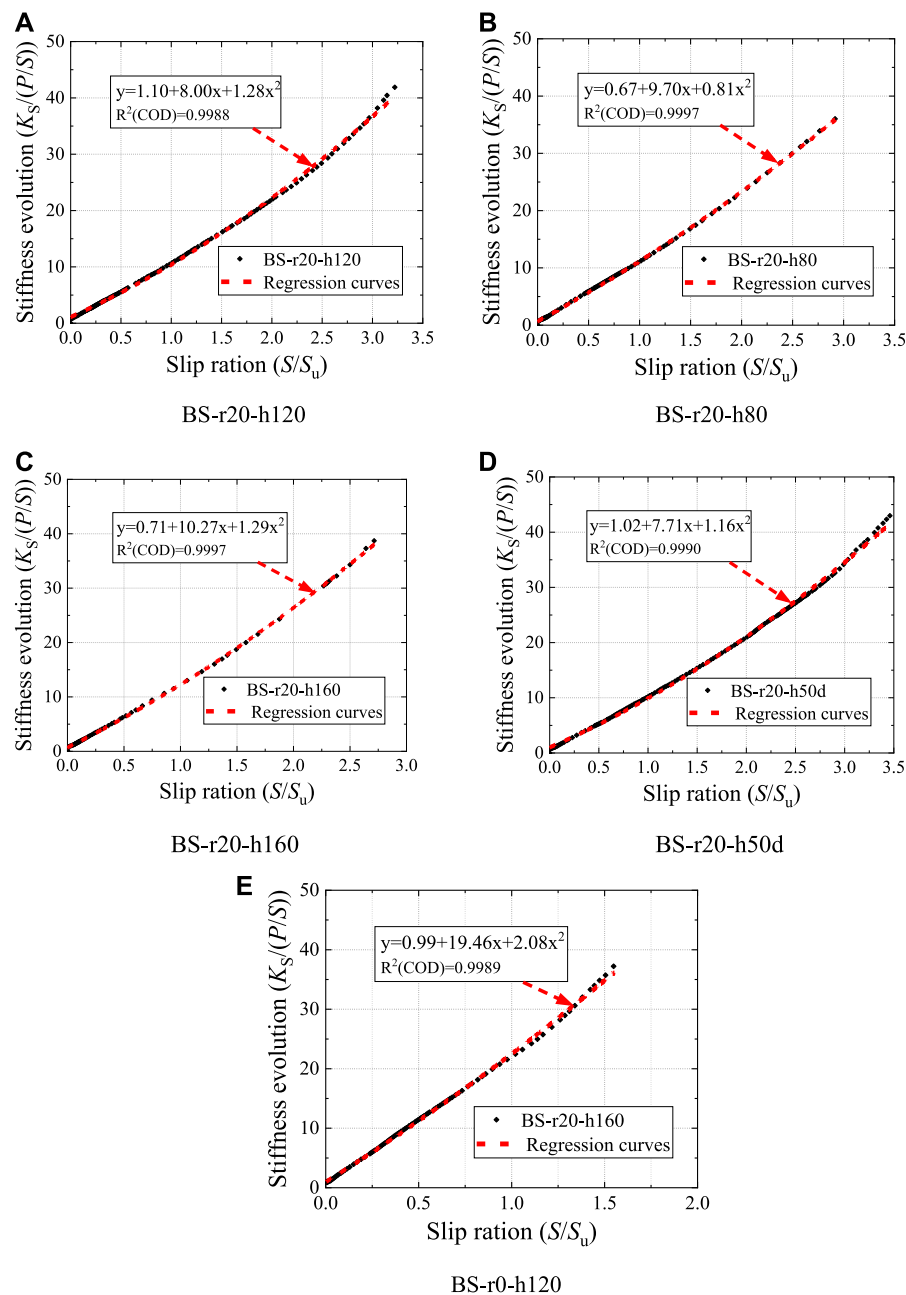 A
Stiffness evolution (K_S/(P/S))
50
40
30
20
10
0
y=1.10+8.00x+1.28x²
R²(COD)=0.9988
BS-r20-h120
Regression curves
0.0 0.5 1.0 1.5 2.0 2.5 3.0 3.5
Slip ration (S/S_u)
BS-r20-h120
B
Stiffness evolution (K_S/(P/S))
50
40
30
20
10
0
y=0.67+9.70x+0.81x²
R²(COD)=0.9997
BS-r20-h80
Regression curves
0.0 0.5 1.0 1.5 2.0 2.5 3.0 3.5
Slip ration (S/S_u)
BS-r20-h80
C
Stiffness evolution (K_S/(P/S))
50
40
30
20
10
0
y=0.71+10.27x+1.29x²
R²(COD)=0.9997
BS-r20-h160
Regression curves
0.0 0.5 1.0 1.5 2.0 2.5 3.0
Slip ration (S/S_u)
BS-r20-h160
D
Stiffness evolution (K_S/(P/S))
50
40
30
20
10
0
y=1.02+7.71x+1.16x²
R²(COD)=0.9990
BS-r20-h50d
Regression curves
0.0 0.5 1.0 1.5 2.0 2.5 3.0 3.5
Slip ration (S/S_u)
BS-r20-h50d
E
Stiffness evolution (K_S/(P/S))
50
40
30
20
10
0
y=0.99+19.46x+2.08x²
R²(COD)=0.9989
BS-r20-h160
Regression curves
0.0 0.5 1.0 1.5 2.0
Slip ration (S/S_u)
BS-r0-h120